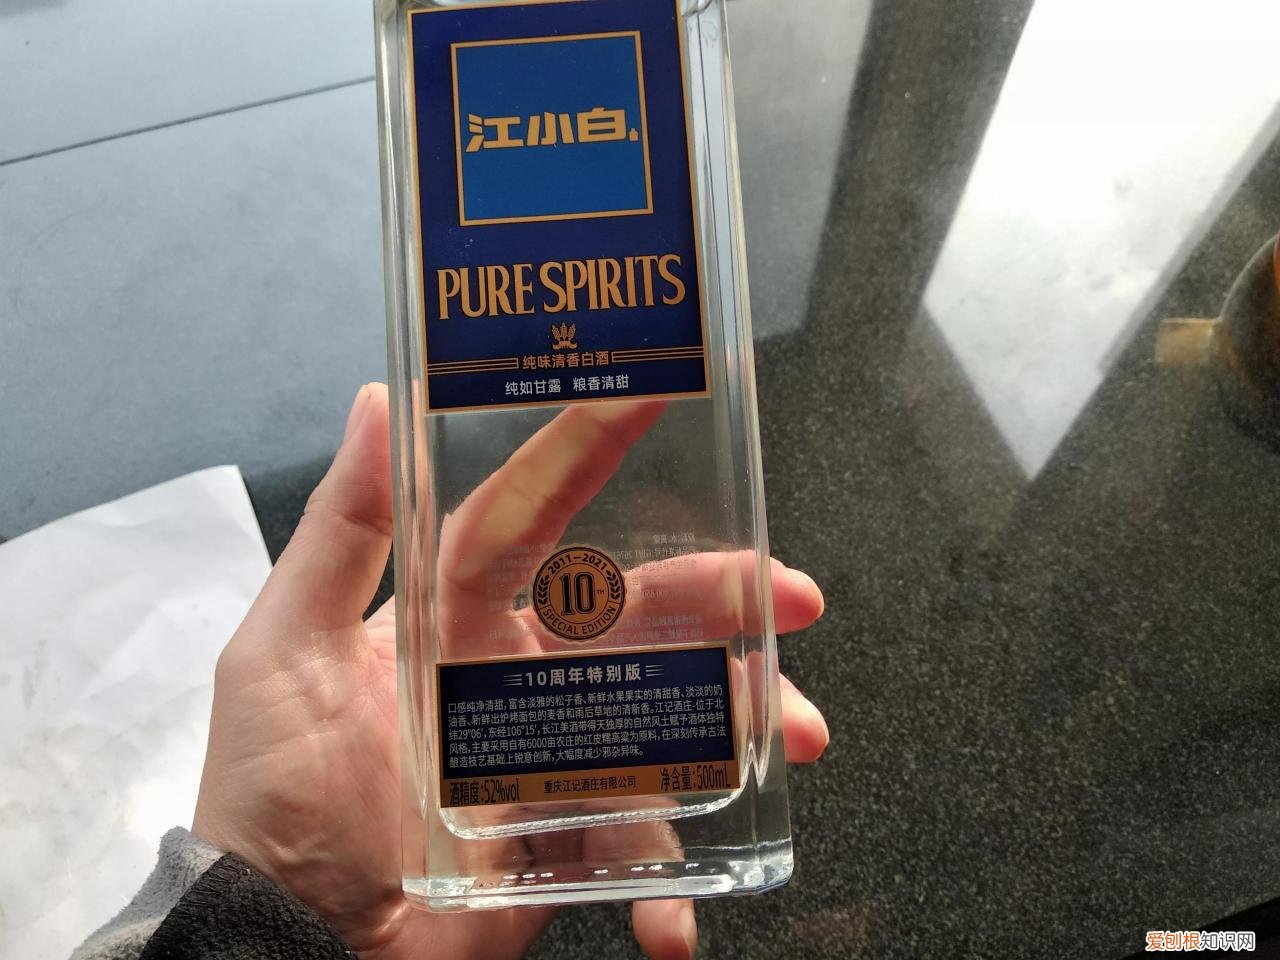 江小白
PURE SPIRITS
纯味清香白酒
纯如甘露 粮香清甜
2011-2021
10TH
SPECIAL EDITION
10周年特别版
口感纯净清甜,富含淡雅的松子香、新鲜水果果实的清甜香、淡淡的奶
油香、新鲜出炉烤面包的麦香和雨后草地的清新香。江记酒庄-位于北
纬29°06′,东经106°15′,长江美酒带得天独厚的自然风土赋予酒体独特
风格,主要采用自有6000亩农庄的红皮糯高粱为原料,在深刻传承古法
酿造技艺基础上锐意创新,大幅度减少邪杂异味。
酒精度:52%vol 重庆江记酒庄有限公司 净含量:500mL
爱刨根知识网